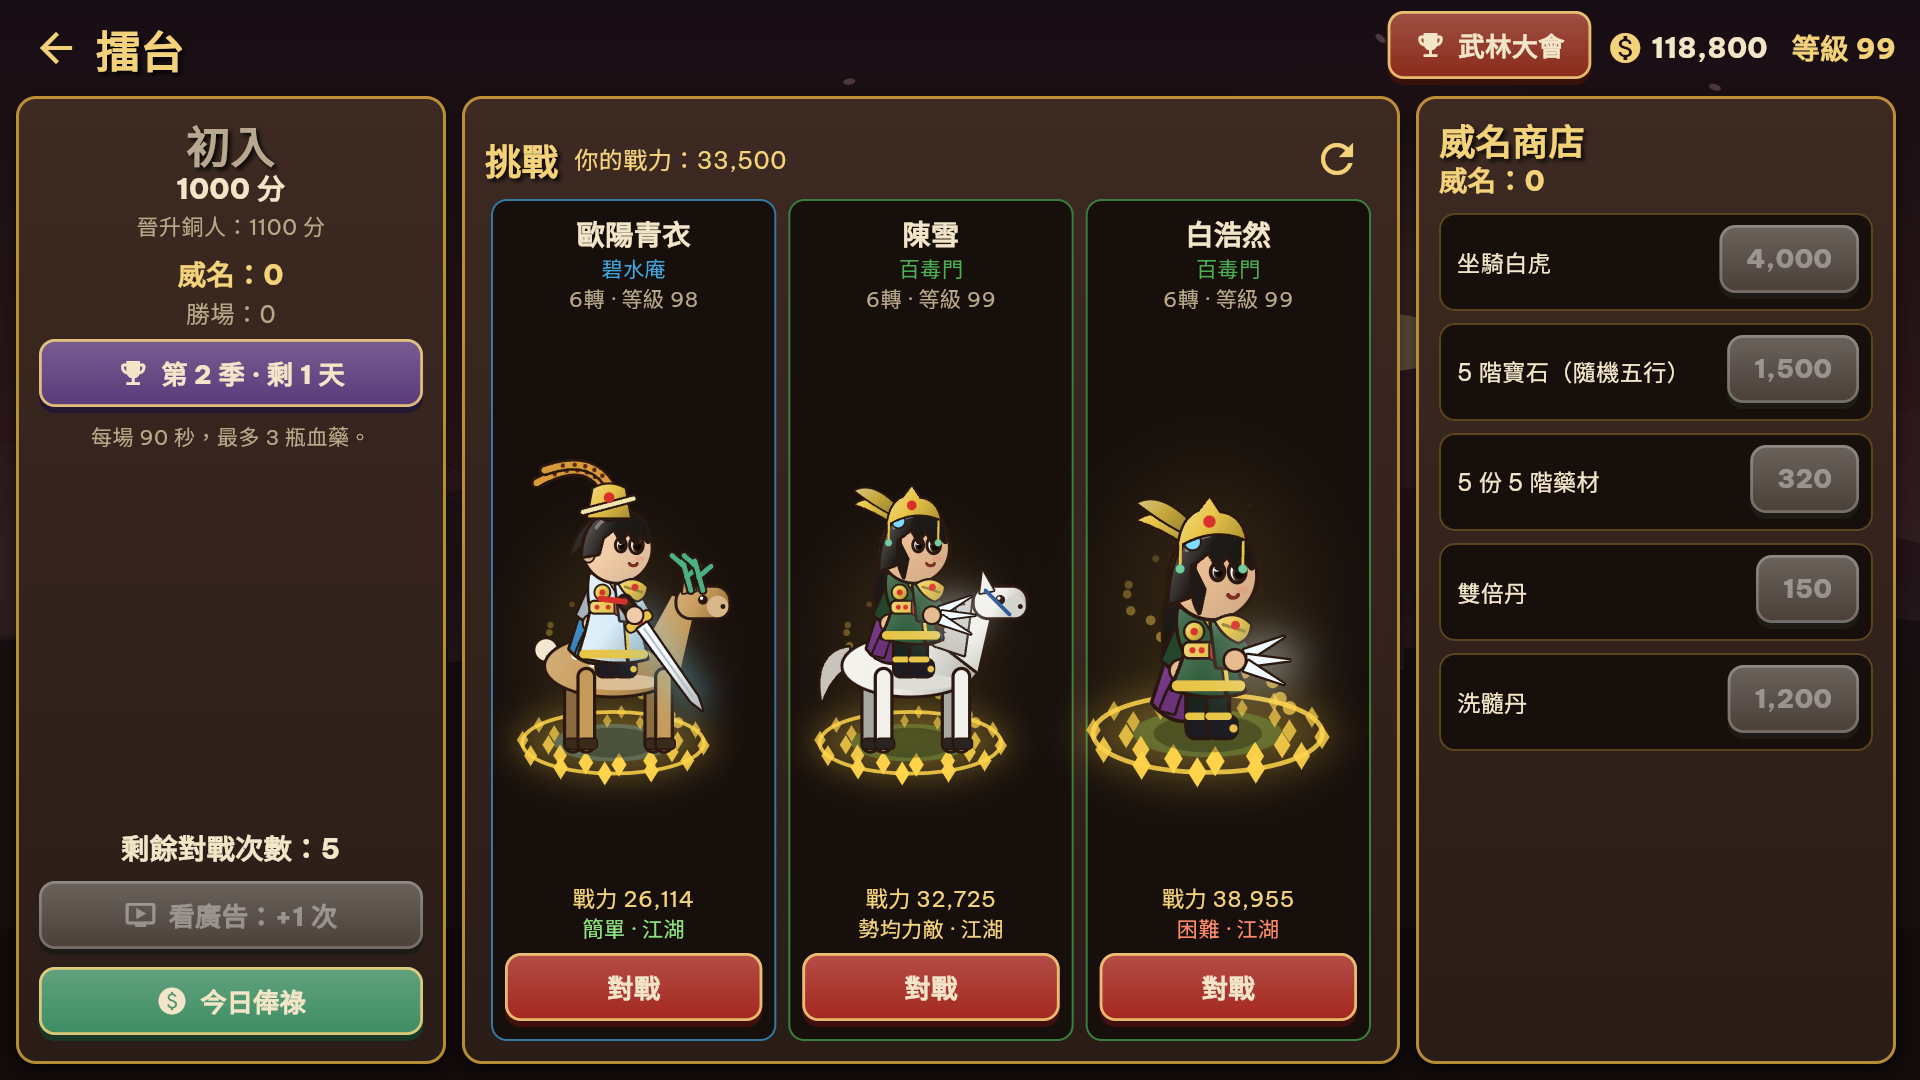 擂台
武林大會
118,800
等級 99
初入
1000 分
晉升銅人：1100 分
威名：0
勝場：0
第 2 季 · 剩 1 天
每場 90 秒，最多 3 瓶血藥。
剩餘對戰次數：5
看廣告：+1 次
今日俸祿
挑戰
你的戰力：33,500
歐陽青衣
碧水庵
6轉 · 等級 98
戰力 26,114
簡單 · 江湖
對戰
陳雪
百毒門
6轉 · 等級 99
戰力 32,725
勢均力敵 · 江湖
對戰
白浩然
百毒門
6轉 · 等級 99
戰力 38,955
困難 · 江湖
對戰
威名商店
威名：0
坐騎白虎
4,000
5 階寶石（隨機五行）
1,500
5 份 5 階藥材
320
雙倍丹
150
洗髓丹
1,200